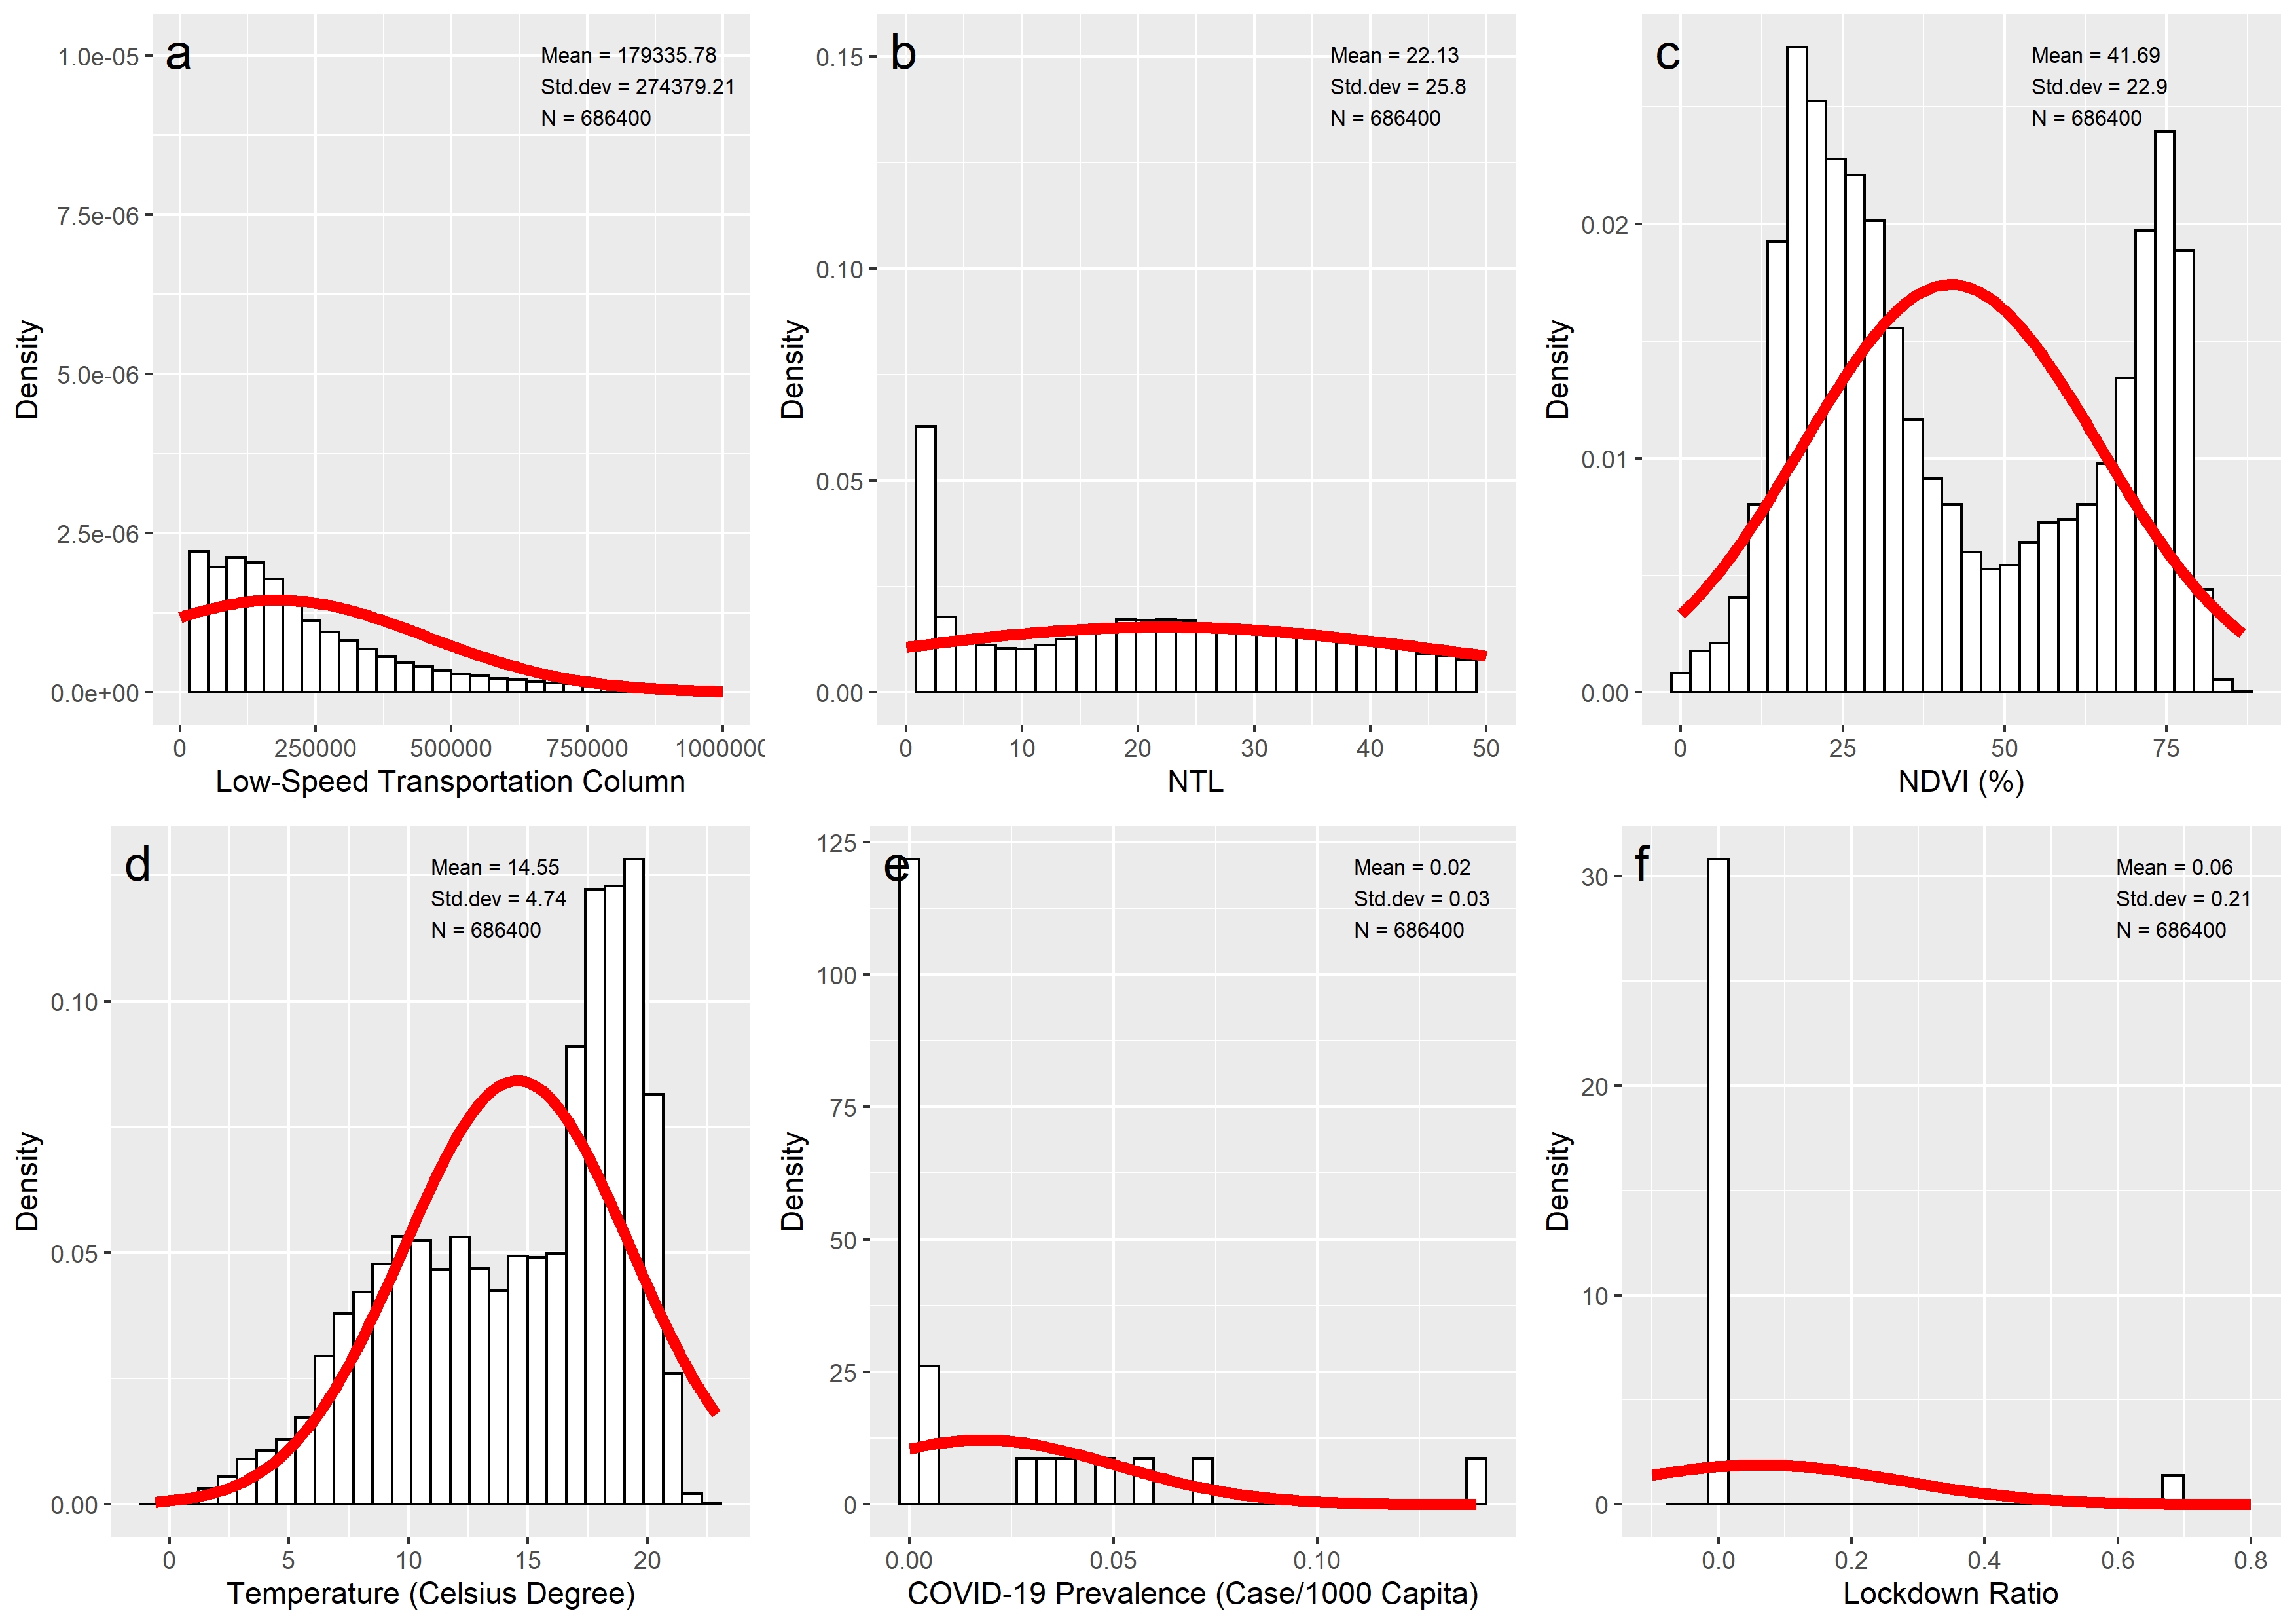 a
Mean = 179335.78
Std.dev = 274379.21
N = 686400
1.0e-05
7.5e-06
5.0e-06
2.5e-06
0.0e+00
Density
0 250000 500000 750000 1000000
Low-Speed Transportation Column
b
Mean = 22.13
Std.dev = 25.8
N = 686400
0.15
0.10
0.05
0.00
Density
0 10 20 30 40 50
NTL
c
Mean = 41.69
Std.dev = 22.9
N = 686400
0.02
0.01
0.00
Density
0 25 50 75
NDVI (%)
d
Mean = 14.55
Std.dev = 4.74
N = 686400
0.10
0.05
0.00
Density
0 5 10 15 20
Temperature (Celsius Degree)
e
Mean = 0.02
Std.dev = 0.03
N = 686400
125
100
75
50
25
0
Density
0.00 0.05 0.10
COVID-19 Prevalence (Case/1000 Capita)
f
Mean = 0.06
Std.dev = 0.21
N = 686400
30
20
10
0
Density
0.0 0.2 0.4 0.6 0.8
Lockdown Ratio